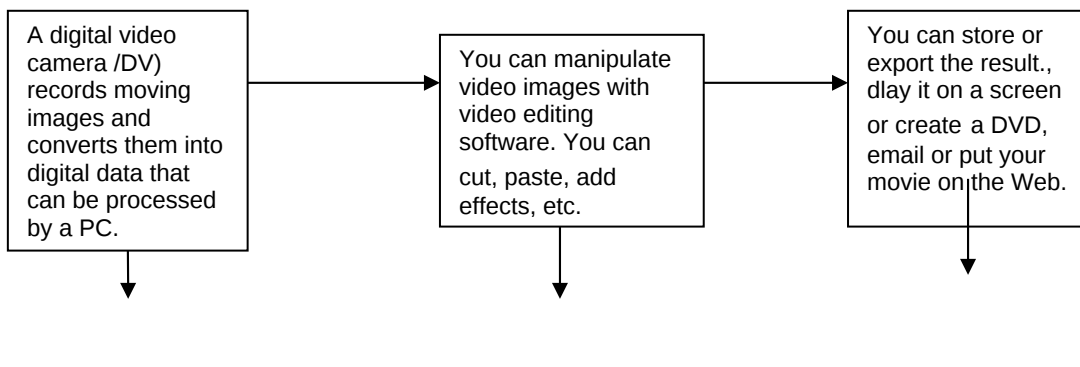 A digital video
camera /DV)
records moving
images and
converts them into
digital data that
can be processed
by a PC.
You can manipulate
video images with
video editing
software. You can
cut, paste, add
effects, etc.
You can store or
export the result.,
dlay it on a screen
or create a DVD,
email or put your
movie on the Web.